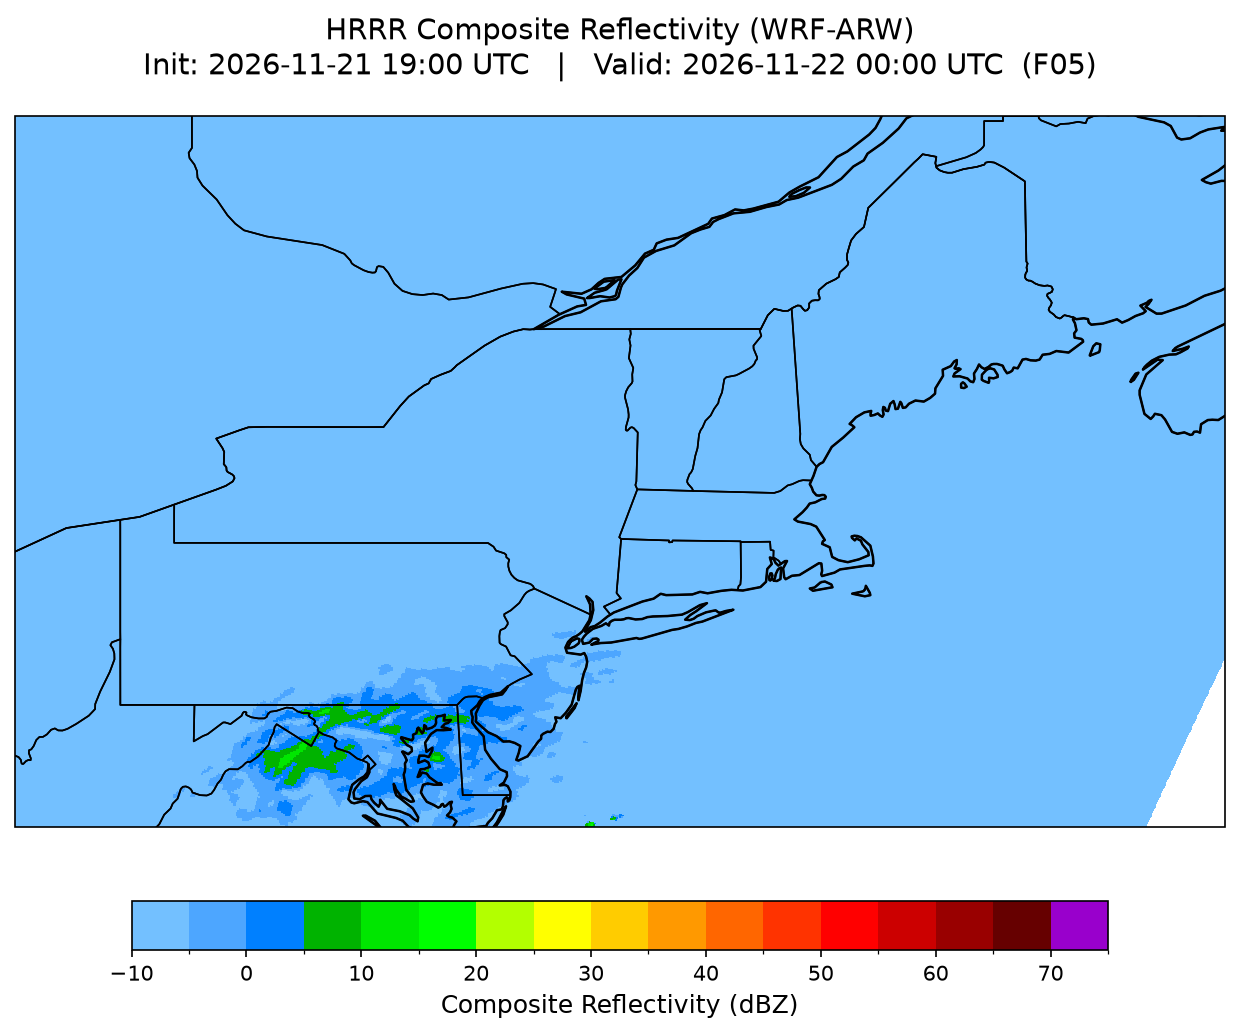 HRRR Composite Reflectivity (WRF-ARW)
Init: 2026-11-21 19:00 UTC | Valid: 2026-11-22 00:00 UTC (F05)
−10 0 10 20 30 40 50 60 70
Composite Reflectivity (dBZ)